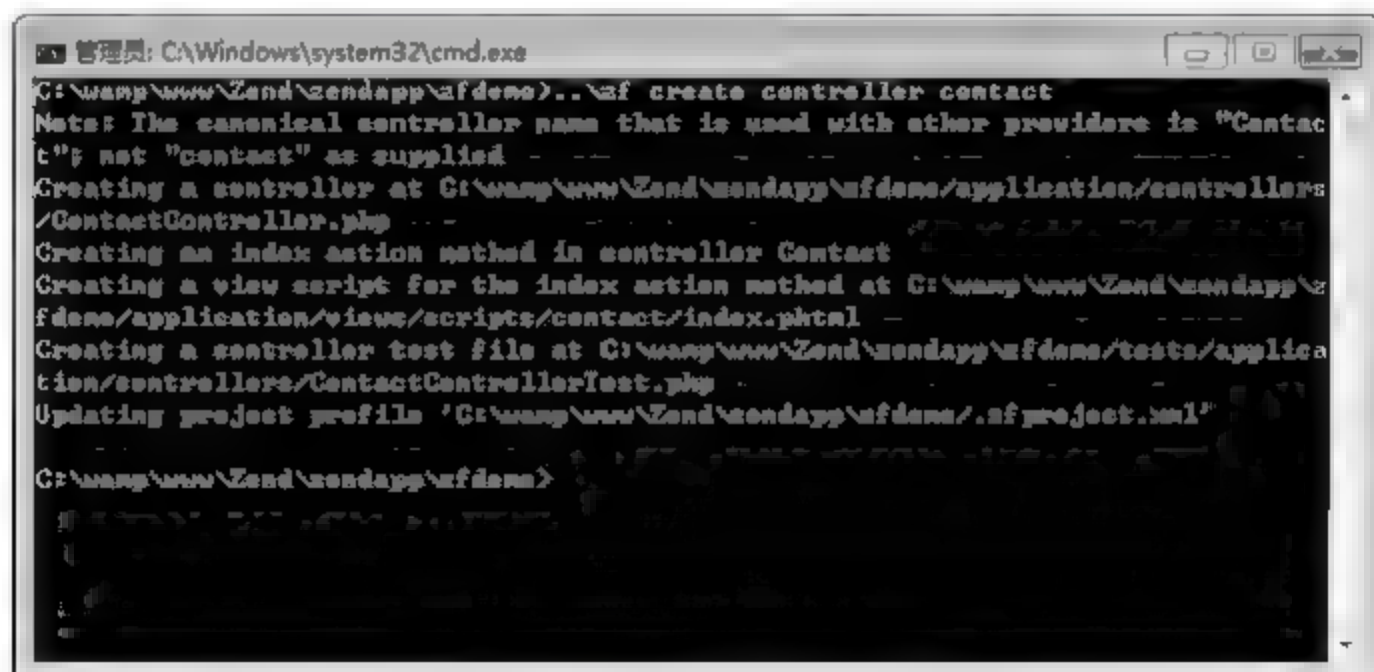 管理员: C:\Windows\system32\cmd.exe
C:\wamp\www\Zend\zendapp\zfdemo>..\zf create controller contact
Note: The canonical controller name that is used with other providers is "Contac
t"; not "contact" as supplied
Creating a controller at C:\wamp\www\Zend\zendapp\zfdemo/application/controllers
/ContactController.php
Creating an index action method in controller Contact
Creating a view script for the index action method at C:\wamp\www\Zend\zendapp\z
fdemo/application/views/scripts/contact/index.phtml
Creating a controller test file at C:\wamp\www\Zend\zendapp\zfdemo/tests/applica
tion/controllers/ContactControllerTest.php
Updating project profile 'C:\wamp\www\Zend\zendapp\zfdemo/.zfproject.xml'
C:\wamp\www\Zend\zendapp\zfdemo>